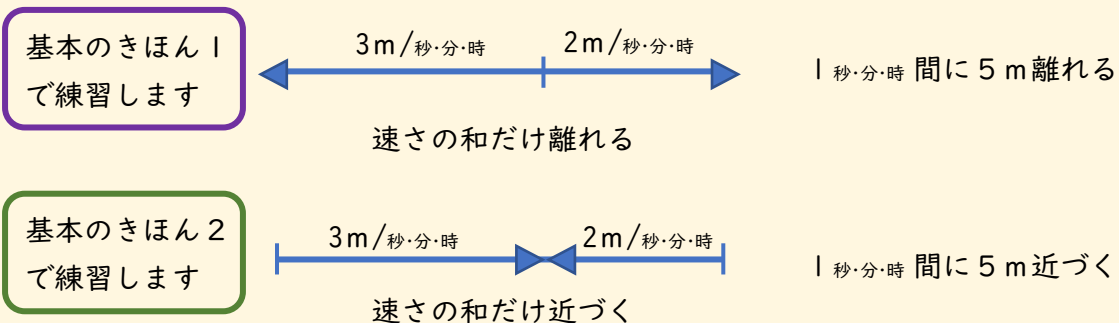 基本のきほん1
で練習します
3m/秒・分・時
2m/秒・分・時
1秒・分・時間に5m離れる
速さの和だけ離れる
基本のきほん2
で練習します
3m/秒・分・時
2m/秒・分・時
1秒・分・時間に5m近づく
速さの和だけ近づく